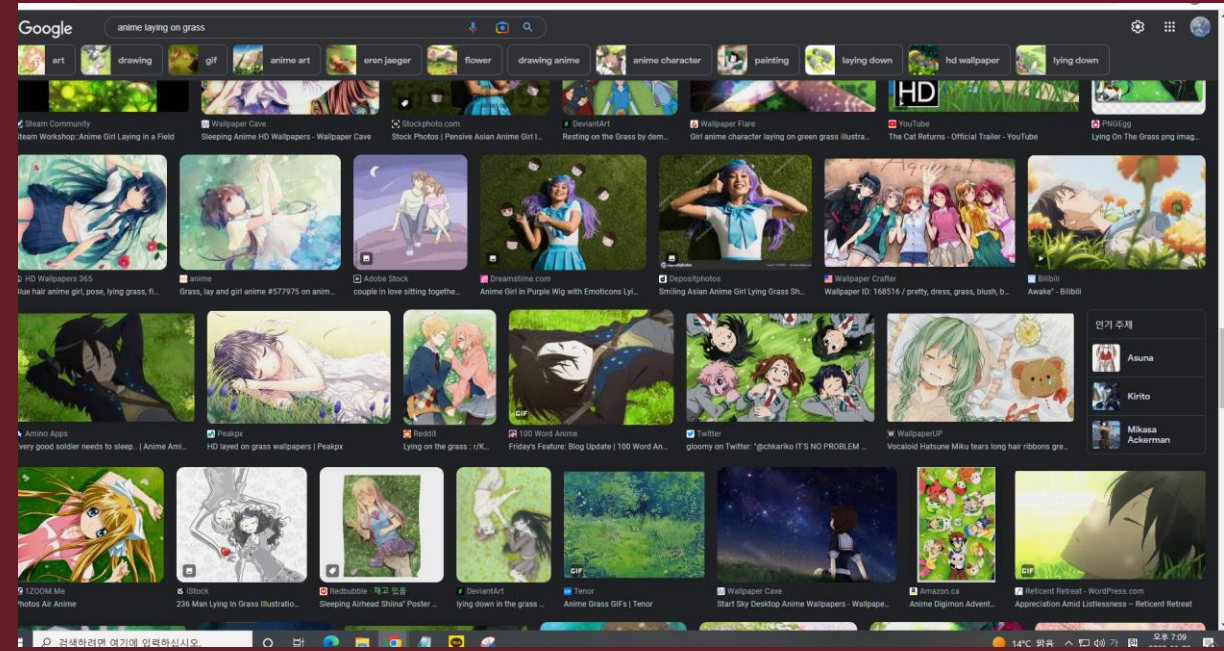 Google
anime laying on grass
art
drawing
gif
anime art
eren jaeger
flower
drawing anime
anime character
painting
laying down
hd wallpaper
lying down
HD
Steam Community
Steam Workshop::Anime Girl Laying in a Field
Wallpaper Cave
Sleeping Anime HD Wallpapers - Wallpaper Cave
Stockphoto.com
Stock Photos | Pensive Asian Anime Girl l...
DeviantArt
Resting on the Grass by dem...
Wallpaper Flare
Girl anime character laying on green grass illustra...
YouTube
The Cat Returns - Official Trailer - YouTube
PNGEgg
Lying On The Grass png imag...
HD Wallpapers 365
lue hair anime girl, pose, lying grass, fl...
anime
Grass, lay and girl anime #577975 on anim...
Adobe Stock
couple in love sitting togethe...
Dreamstime.com
Anime Girl in Purple Wig with Emoticons Lyi...
Depositphotos
Smiling Asian Anime Girl Lying Grass Sh...
Wallpaper Crafter
Wallpaper ID: 168516 / pretty, dress, grass, blush, b...
Bilibili
Awake" - Bilibili
인기 주제
Asuna
Kirito
Mikasa
Ackerman
GIF
Amino Apps
very good soldier needs to sleep.. | Anime Ami...
Peakpx
HD layed on grass wallpapers | Peakpx
Reddit
Lying on the grass : r/K...
100 Word Anime
Friday's Feature: Blog Update | 100 Word An...
Twitter
gloomy on Twitter: "@chkariko IT'S NO PROBLEM ...
WallpaperUP
Vocaloid Hatsune Miku tears long hair ribbons gre...
GIF
GIF
1ZOOM.Me
Photos Air Anime
iStock
236 Man Lying In Grass Illustratio...
Redbubble · 재고 있음
Sleeping Airhead Shiina" Poster ...
DeviantArt
lying down in the grass ...
Tenor
Anime Grass GIFs | Tenor
Wallpaper Cave
Start Sky Desktop Anime Wallpapers - Wallpape...
Amazon.ca
Anime Digimon Advent...
Reticent Retreat - WordPress.com
Appreciation Amid Listlessness – Reticent Retreat
검색하려면 여기에 입력하십시오.
14°C 맑음
가
오후 7:09